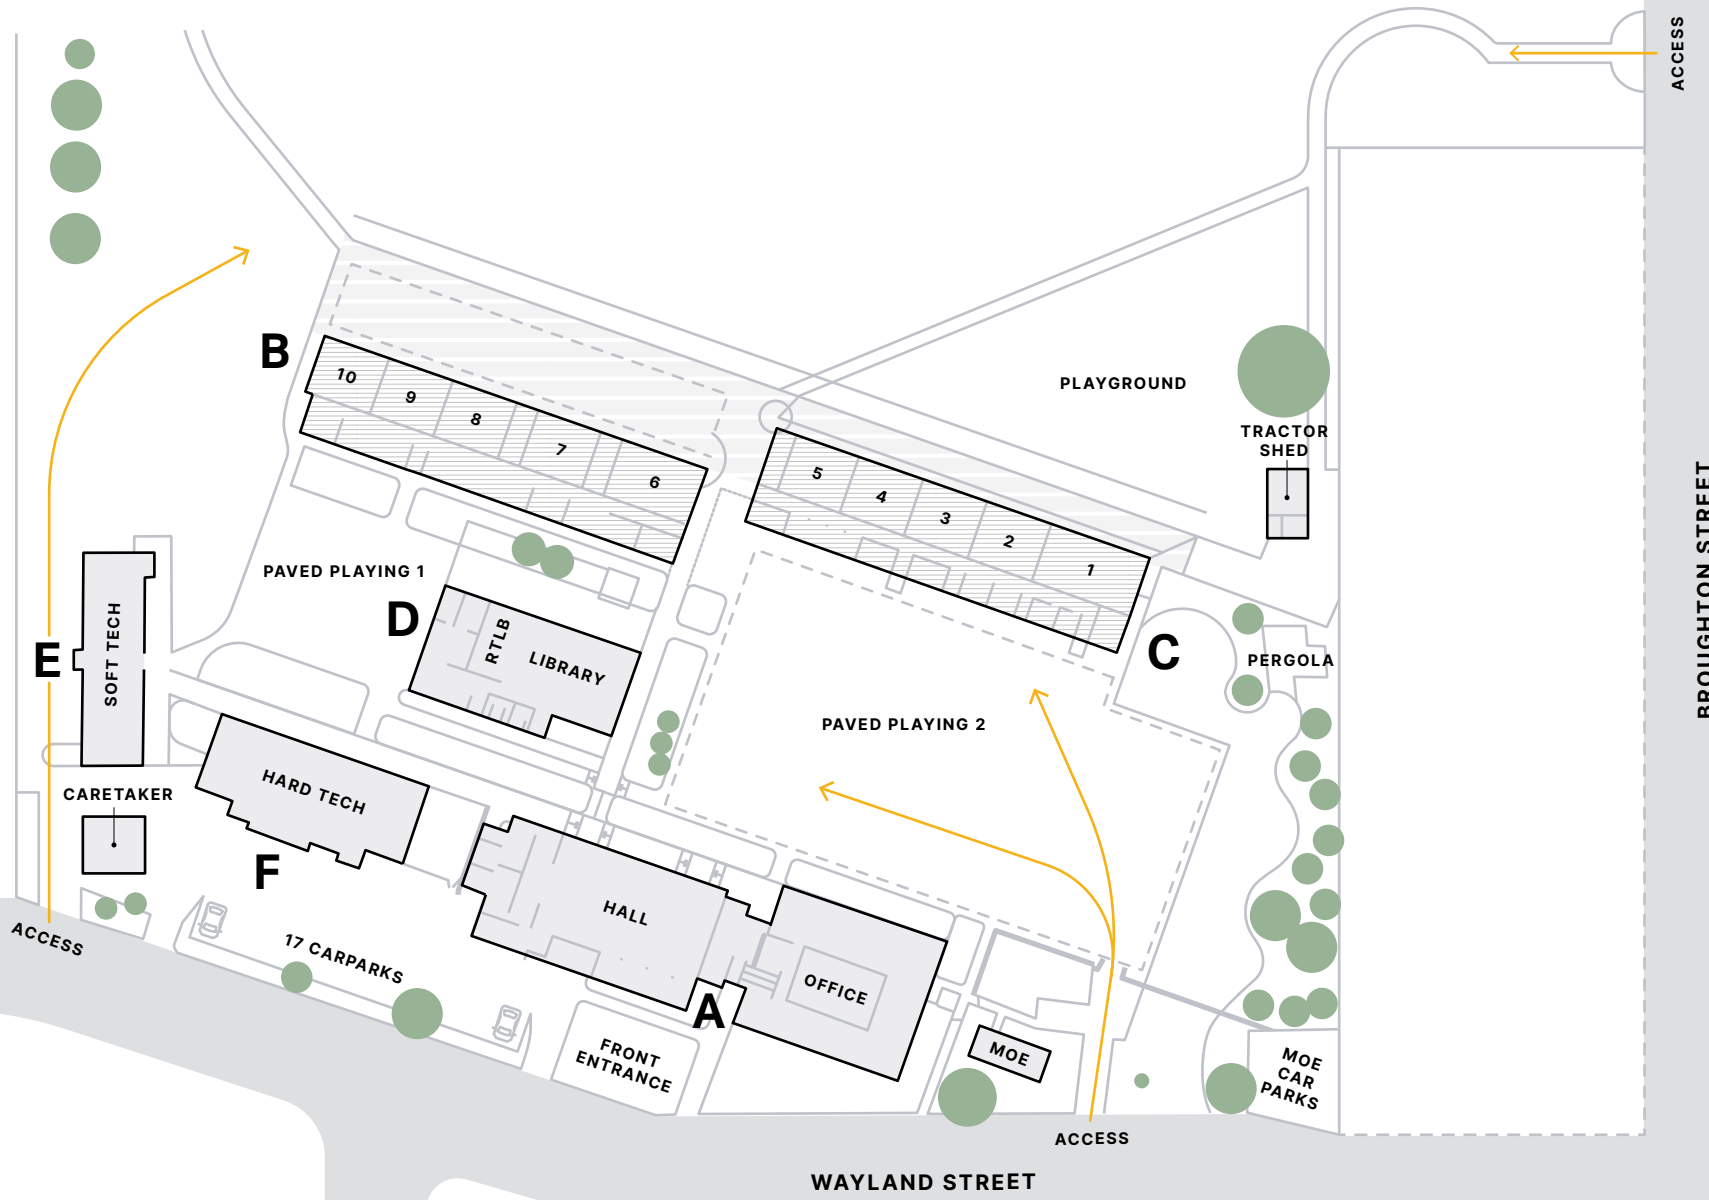 ACCESS
B
10
9
8
7
6
5
4
3
2
1
PLAYGROUND
TRACTOR
SHED
BROUGHTON STREET
PAVED PLAYING 1
D
RTLB
LIBRARY
E
SOFT TECH
C
PERGOLA
PAVED PLAYING 2
HARD TECH
CARETAKER
F
HALL
OFFICE
A
ACCESS
17 CARPARKS
FRONT
ENTRANCE
MOE
MOE
CAR
PARKS
ACCESS
WAYLAND STREET